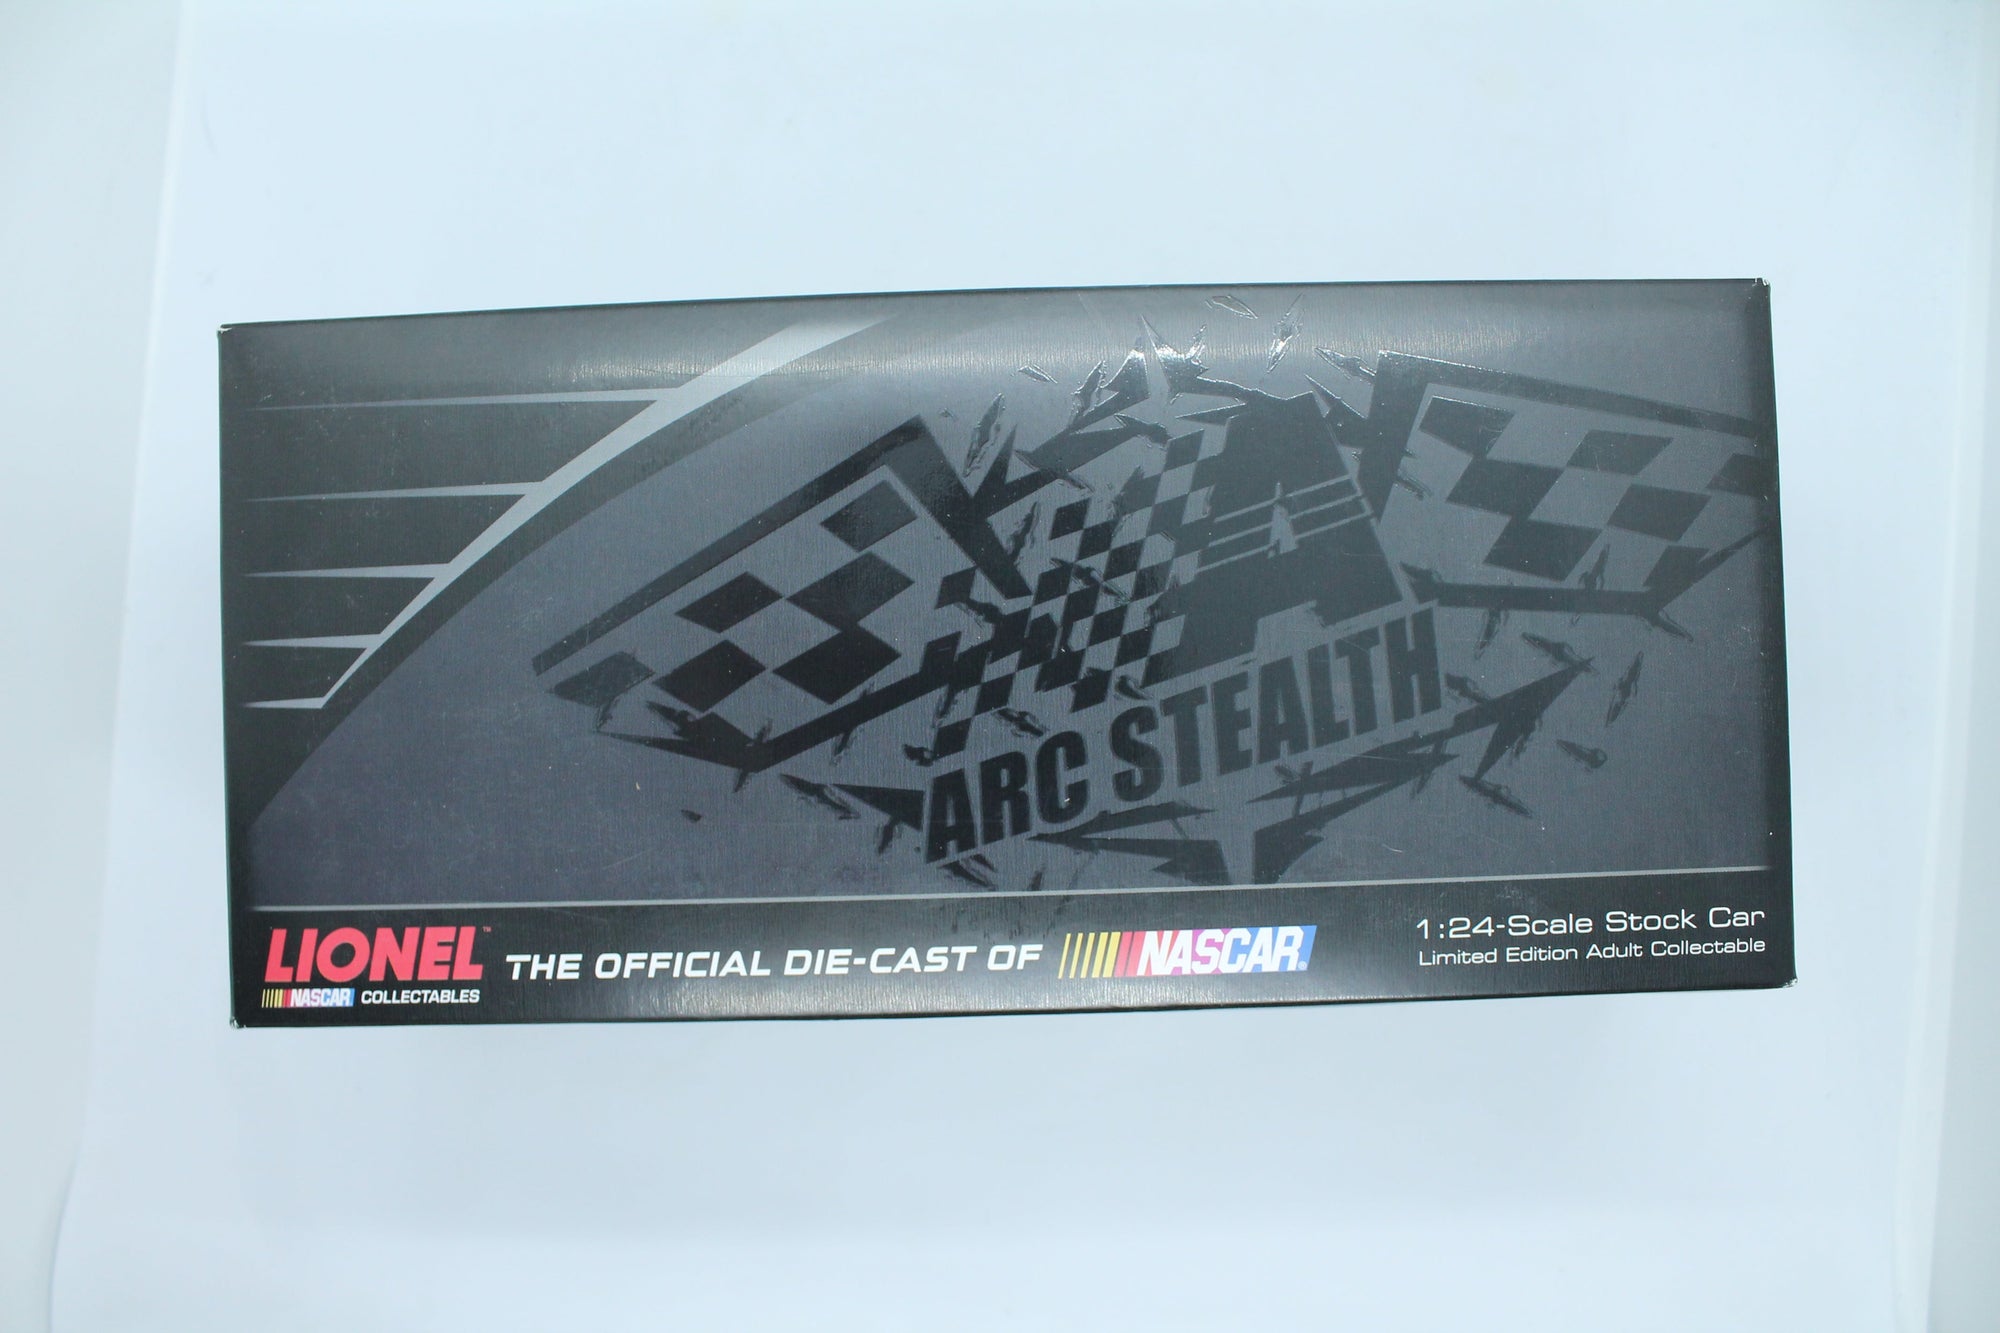 A
ARC STEALTH
LIONEL™
NASCAR COLLECTABLES
THE OFFICIAL DIE-CAST OF NASCAR®
1:24-Scale Stock Car
Limited Edition Adult Collectable